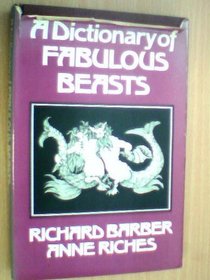 A Dictionary of
FABULOUS
BEASTS
RICHARD BARBER
ANNE RICHES